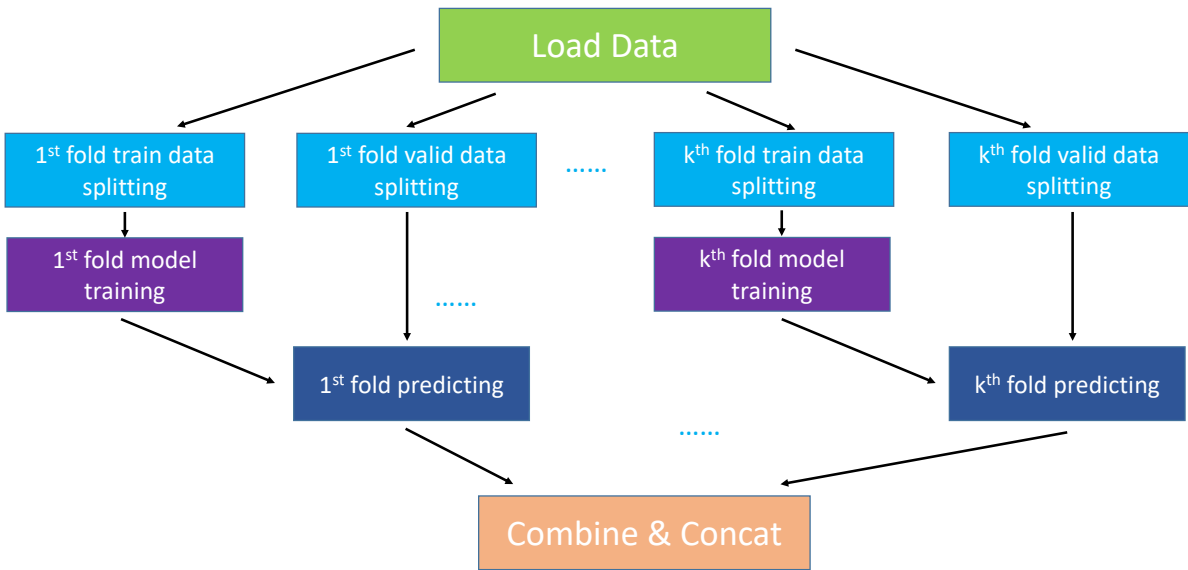 Load Data
1st fold train data
splitting
1st fold valid data
splitting
......
kth fold train data
splitting
kth fold valid data
splitting
1st fold model
training
......
kth fold model
training
1st fold predicting
kth fold predicting
......
Combine & Concat